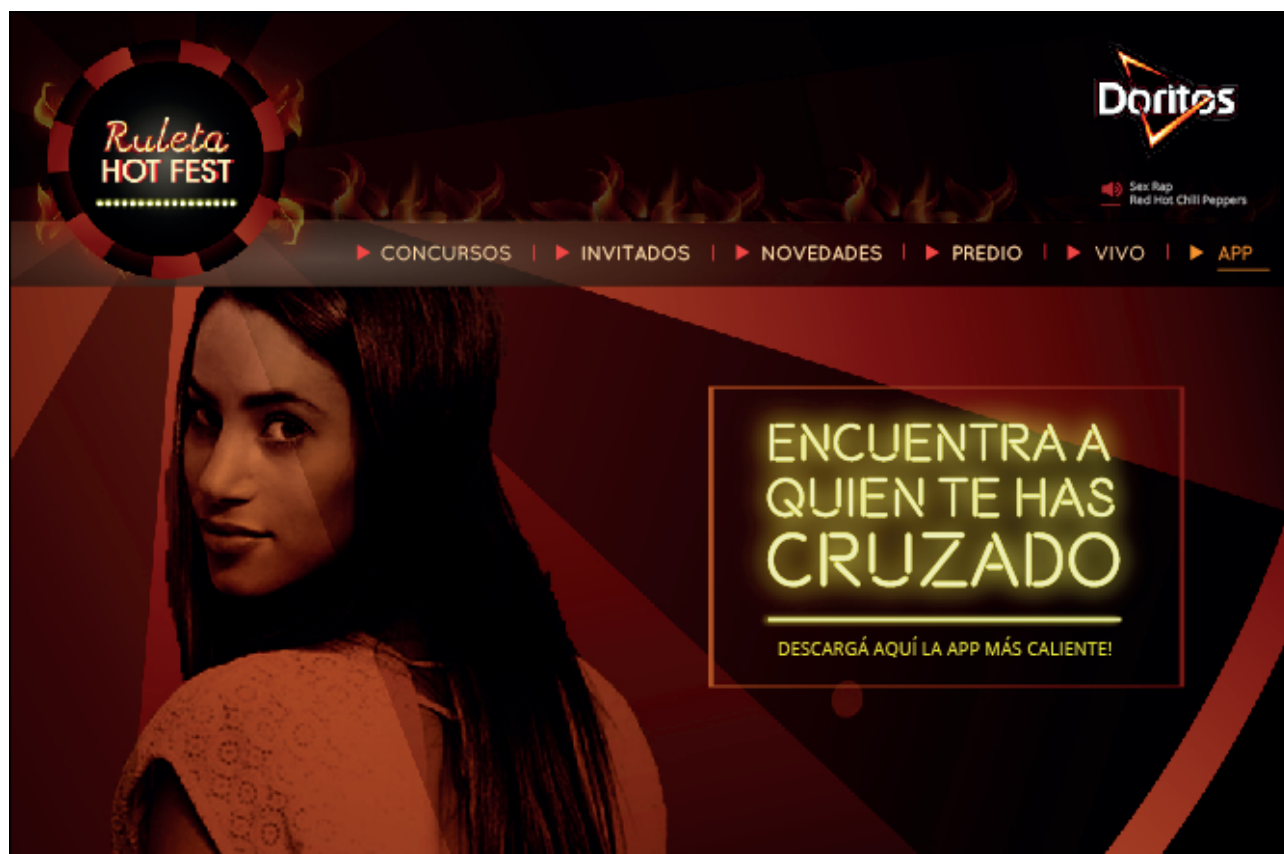 Ruleta
HOT FEST
Doritos
Sex Rap
Red Hot Chili Peppers
CONCURSOS | INVITADOS | NOVEDADES | PREDIO | VIVO | APP
ENCUENTRA A
QUIEN TE HAS
CRUZADO
DESCARGÁ AQUÍ LA APP MÁS CALIENTE!